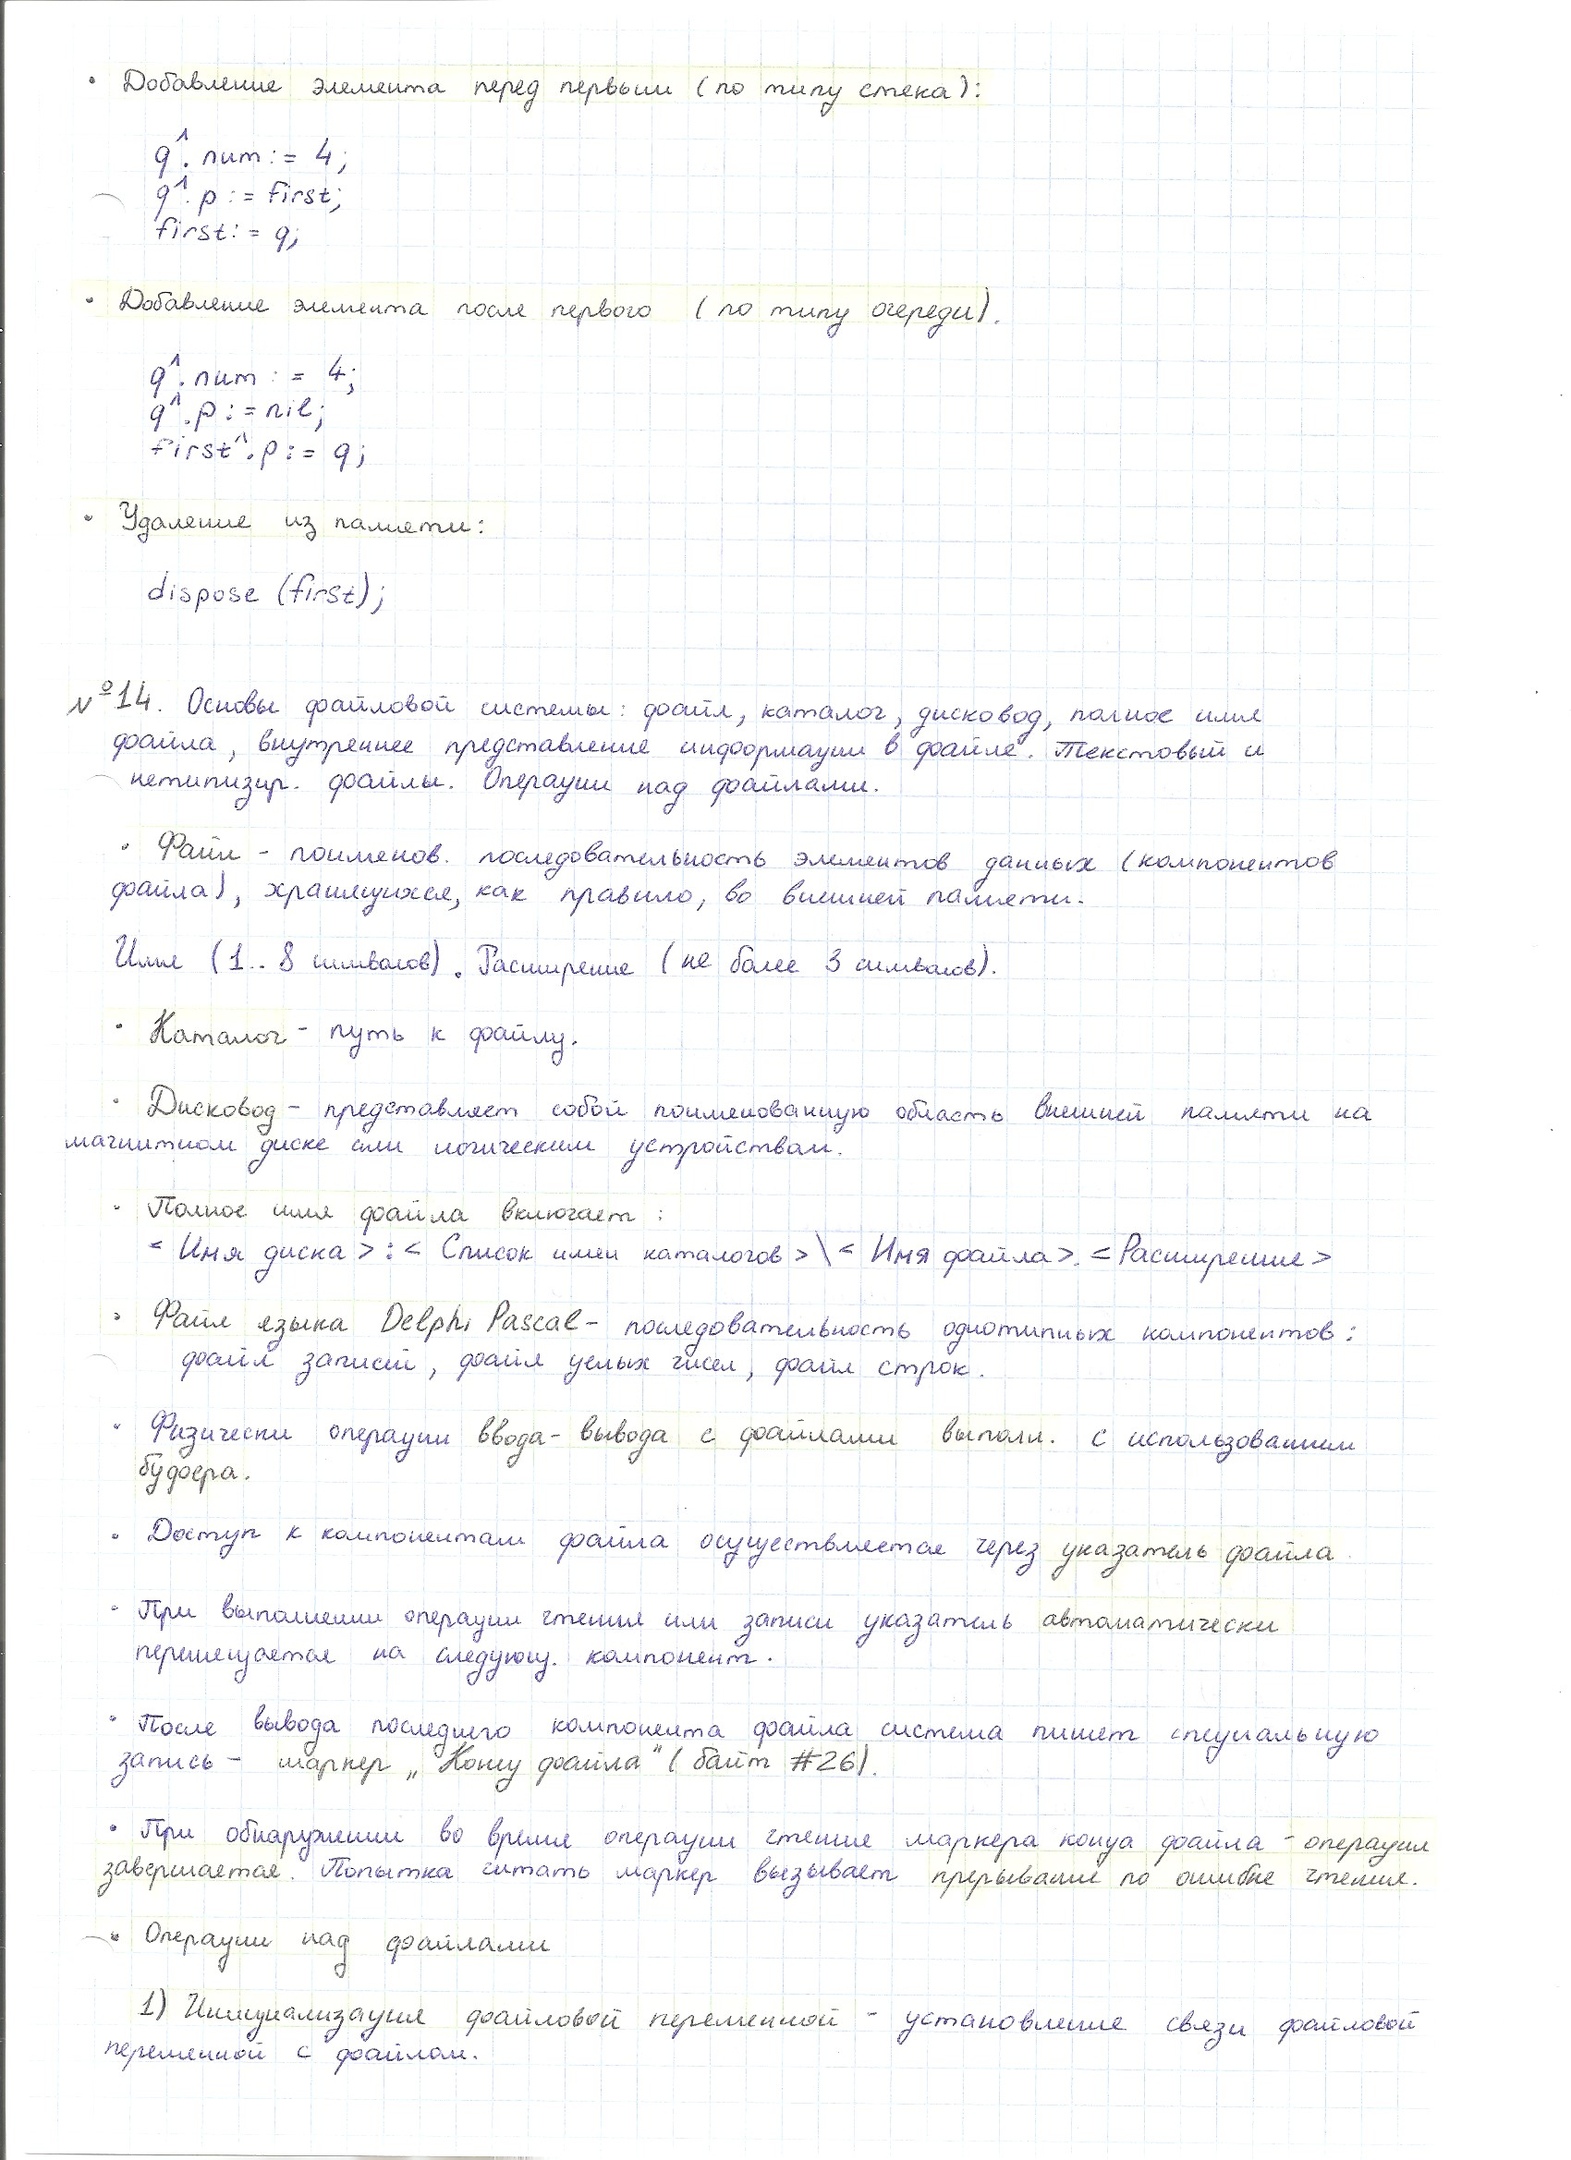 • Добавление элемента перед первым (по типу стека):
q^.num := 4;
q^.p := first;
first := q;
• Добавление элемента после первого (по типу очереди).
q^.num := 4;
q^.p := nil;
first^.p := q;
• Удаление из памяти:
dispose (first);
№14. Основы файловой системы: файл, каталог, дисковод, полное имя
файла, внутреннее представление информации в файле. Текстовый и
нетипизир. файлы. Операции над файлами.
• Файл - поименов. последовательность элементов данных (компонентов
файла), хранящихся, как правило, во внешней памяти.
Имя (1..8 символов). Расширение (не более 3 символов).
• Каталог - путь к файлу.
• Дисковод - представляет собой поименованную область внешней памяти на
магнитном диске или логическим устройствам.
• Полное имя файла включает:
< Имя диска > : < Список имен каталогов > \ < Имя файла >. < Расширение >
• Файл языка Delphi Pascal - последовательность однотипных компонентов:
файл записей, файл целых чисел, файл строк.
• Физически операции ввода-вывода с файлами выполн. с использованием
буфера.
• Доступ к компонентам файла осуществляется через указатель файла
• При выполнении операции чтения или записи указатель автоматически
перемещается на следующ. компонент.
• После вывода последнего компонента файла система пишет специальную
запись - маркер „Конец файла" (байт #26).
• При обнаружении во время операции чтение маркера конца файла - операция
завершается. Попытка читать маркер вызывает прерывание по ошибке чтения.
• Операции над файлами
1) Инициализация файловой переменной - установление связи файловой
переменной с файлом.